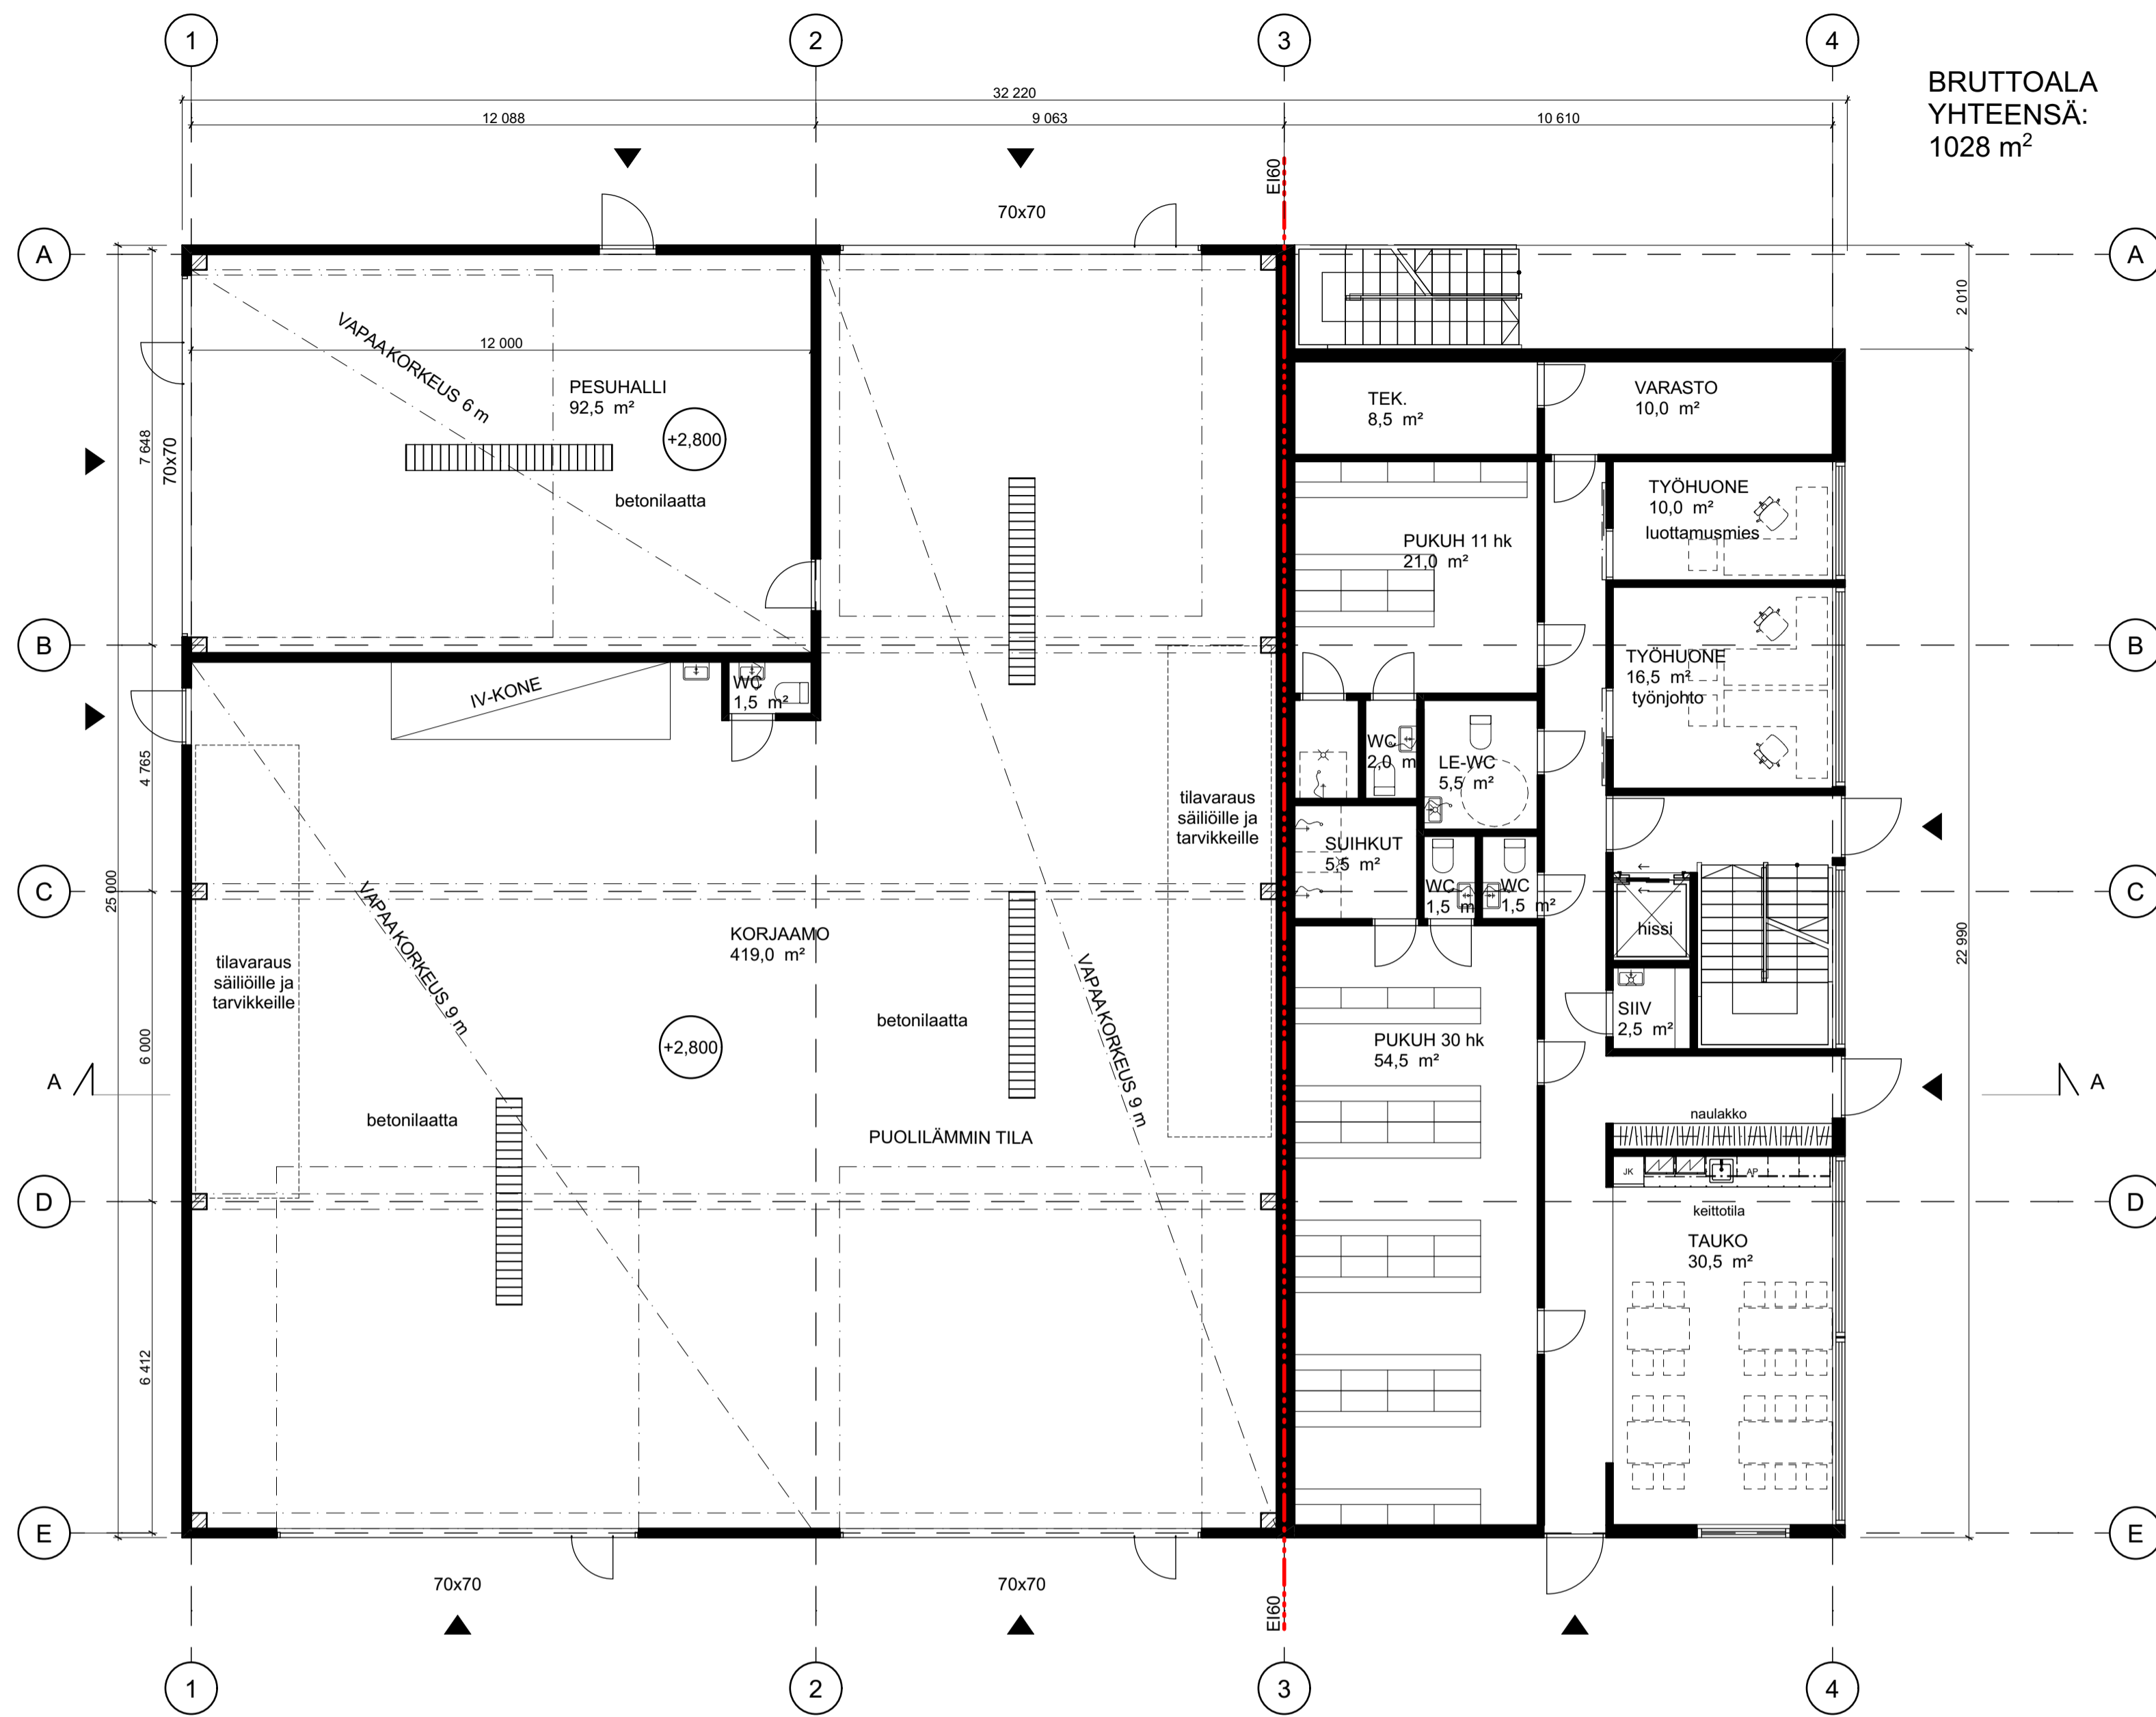 1
2
3
4
BRUTTOALA
YHTEENSÄ:
1028 m²
32 220
12 088
9 063
10 610
EI60
70x70
A
A
2 010
VAPAA KORKEUS 6 m
12 000
PESUHALLI
92,5 m²
+2,800
betonilaatta
7 648
70x70
TEK.
8,5 m²
VARASTO
10,0 m²
TYÖHUONE
10,0 m²
luottamusmies
PUKUH 11 hk
21,0 m²
B
B
TYÖHUONE
16,5 m²
työnjohto
IV-KONE
WC
1,5 m²
WC
2,0 m
LE-WC
5,5 m²
4 765
tilavaraus
säiliöille ja
tarvikkeille
SUIHKUT
5,5 m²
WC
1,5 m
WC
1,5 m²
C
C
25 000
22 990
hissi
VAPAA KORKEUS 9 m
KORJAAMO
419,0 m²
VAPAA KORKEUS 9 m
tilavaraus
säiliöille ja
tarvikkeille
betonilaatta
SIIV
2,5 m²
6 000
+2,800
PUKUH 30 hk
54,5 m²
A
A
betonilaatta
PUOLILÄMMIN TILA
naulakko
JK
AP
D
D
keittotila
TAUKO
30,5 m²
6 412
E
E
70x70
70x70
EI60
1
2
3
4